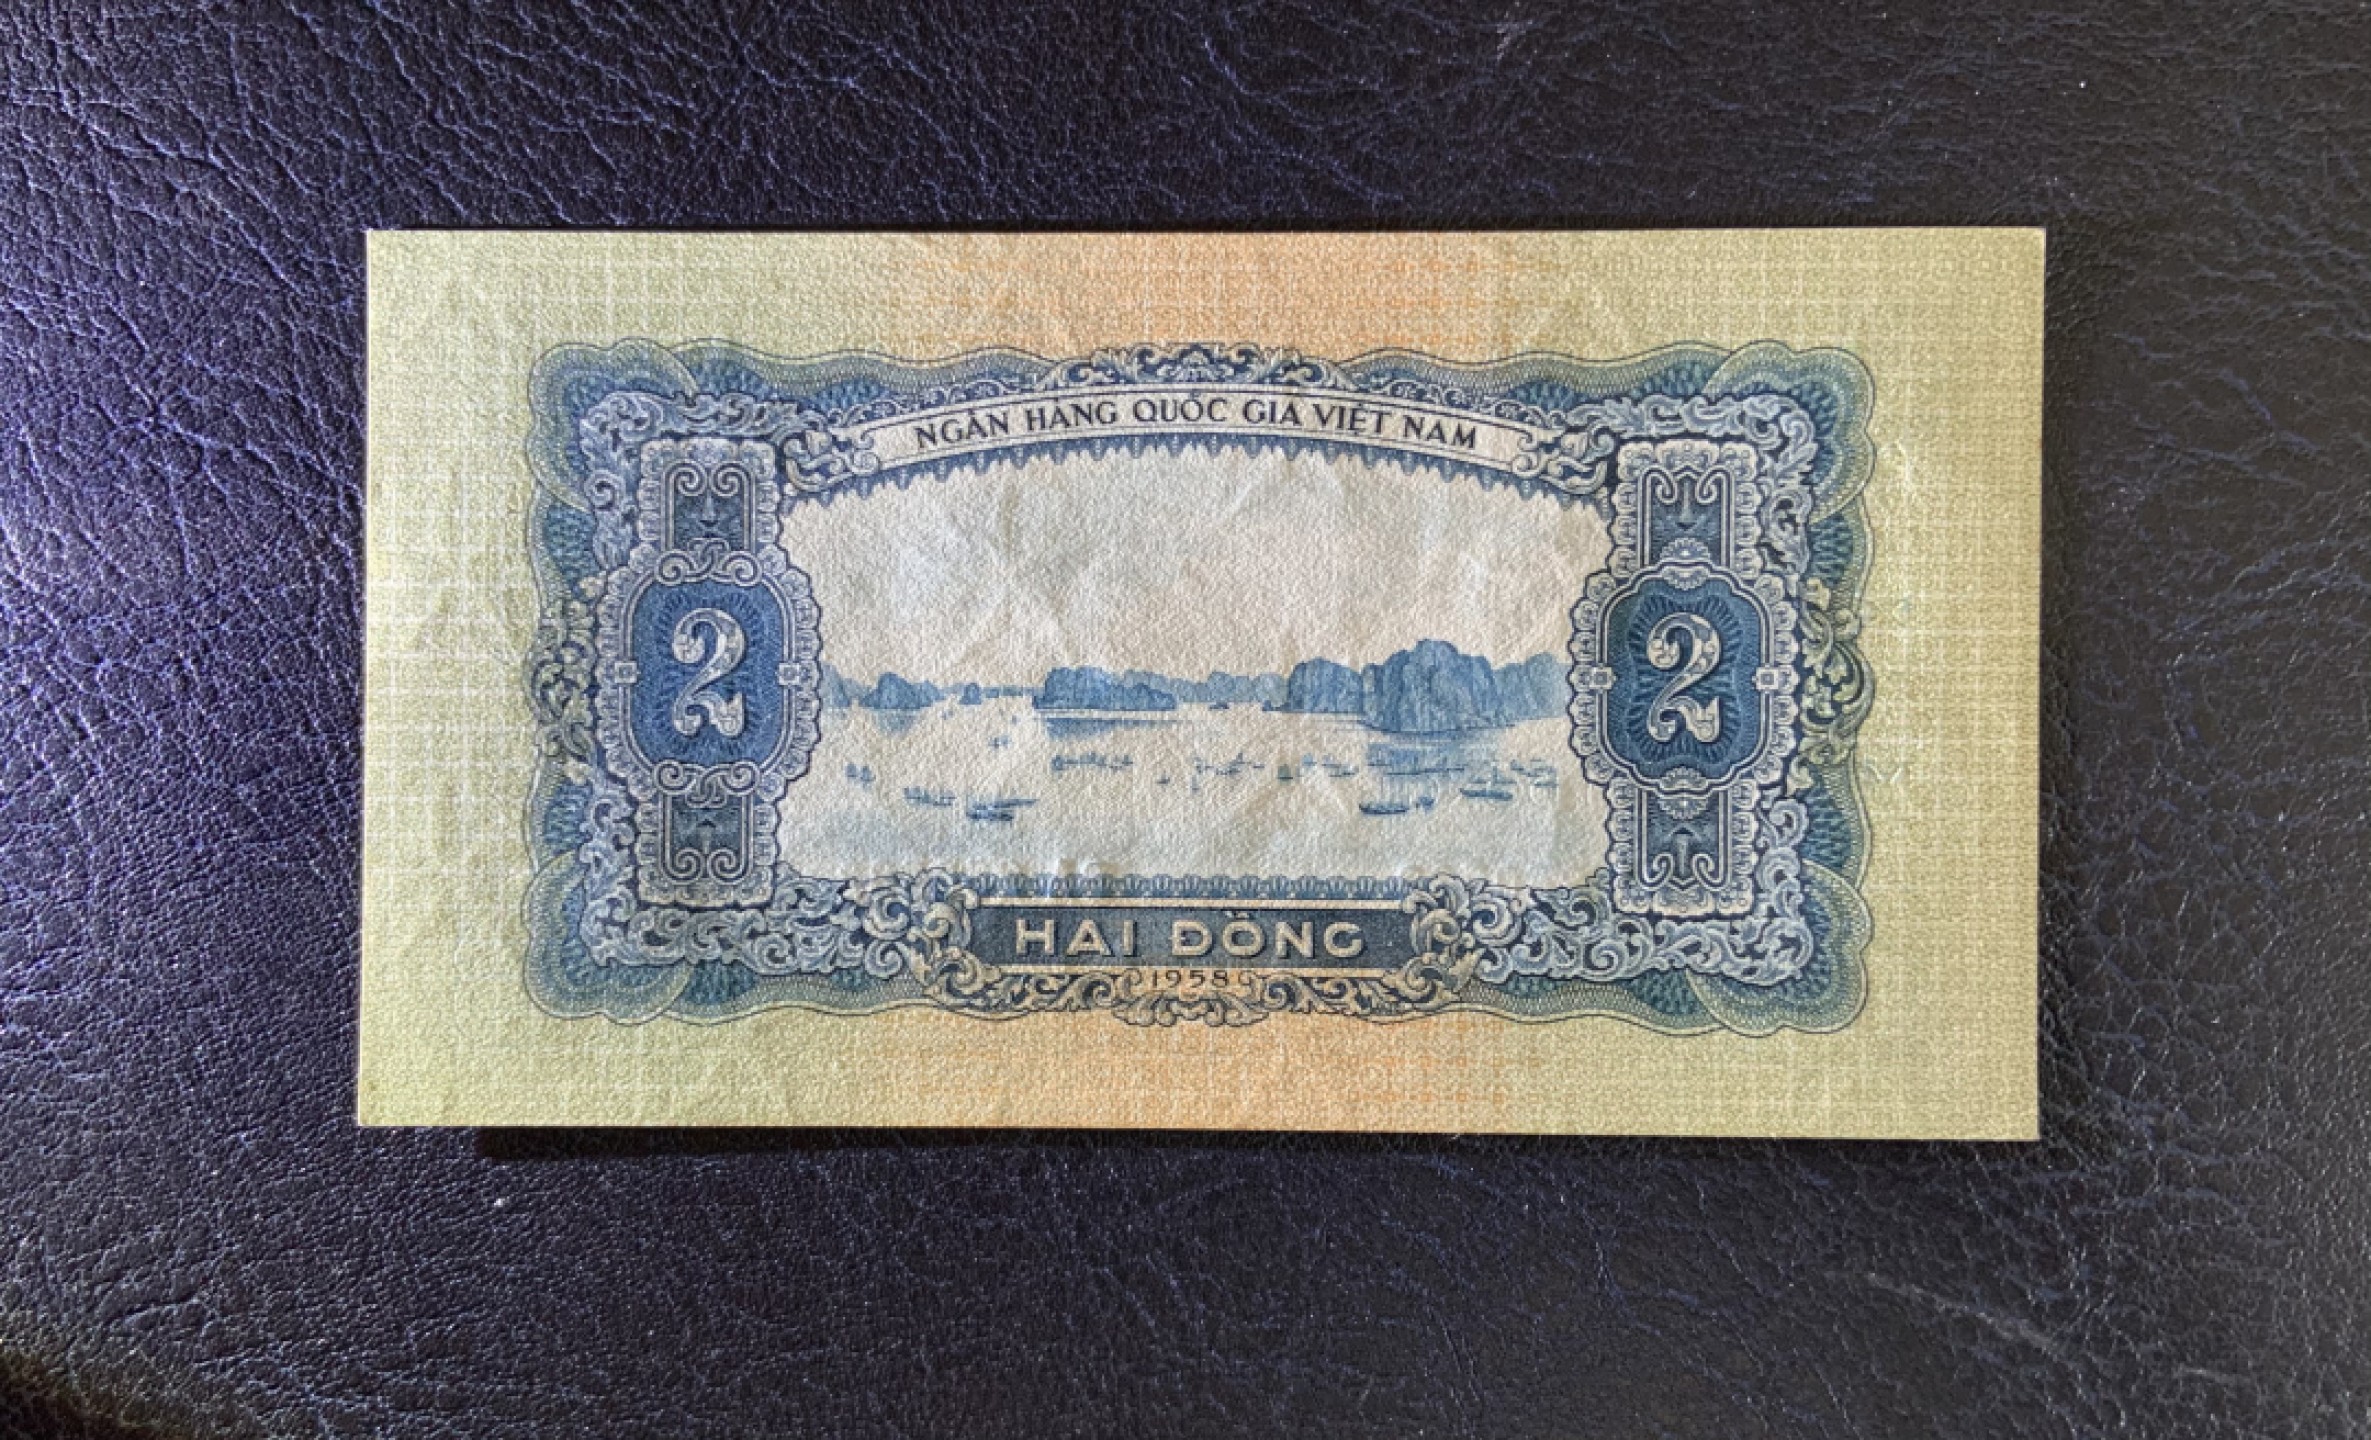 NGÂN HÀNG QUỐC GIA VIỆT NAM
2
2
HAI ĐỒNG
1958